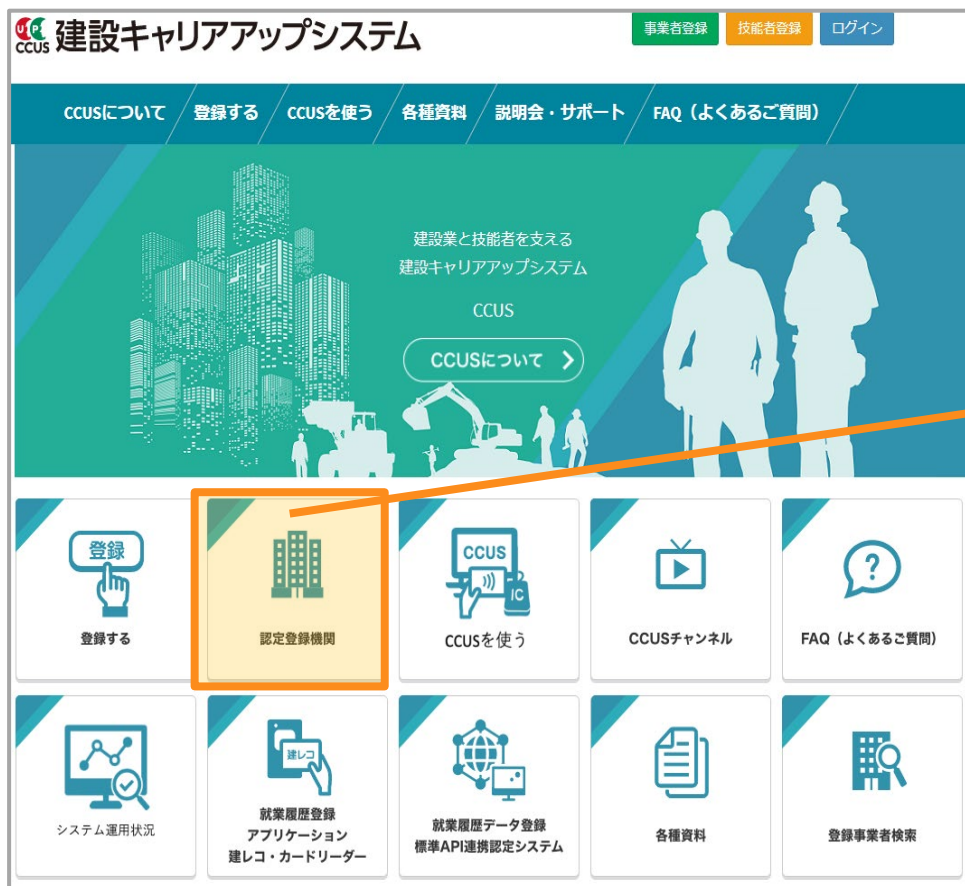 CCUS 建設キャリアアップシステム
事業者登録 技能者登録 ログイン
CCUSについて 登録する CCUSを使う 各種資料 説明会・サポート FAQ（よくあるご質問）
建設業と技能者を支える
建設キャリアアップシステム
CCUS
CCUSについて
登録
登録する
認定登録機関
CCUS
IC
CCUSを使う
CCUSチャンネル
?
FAQ（よくあるご質問）
システム運用状況
建レコ
就業履歴登録
アプリケーション
建レコ・カードリーダー
就業履歴データ登録
標準API連携認定システム
各種資料
登録事業者検索